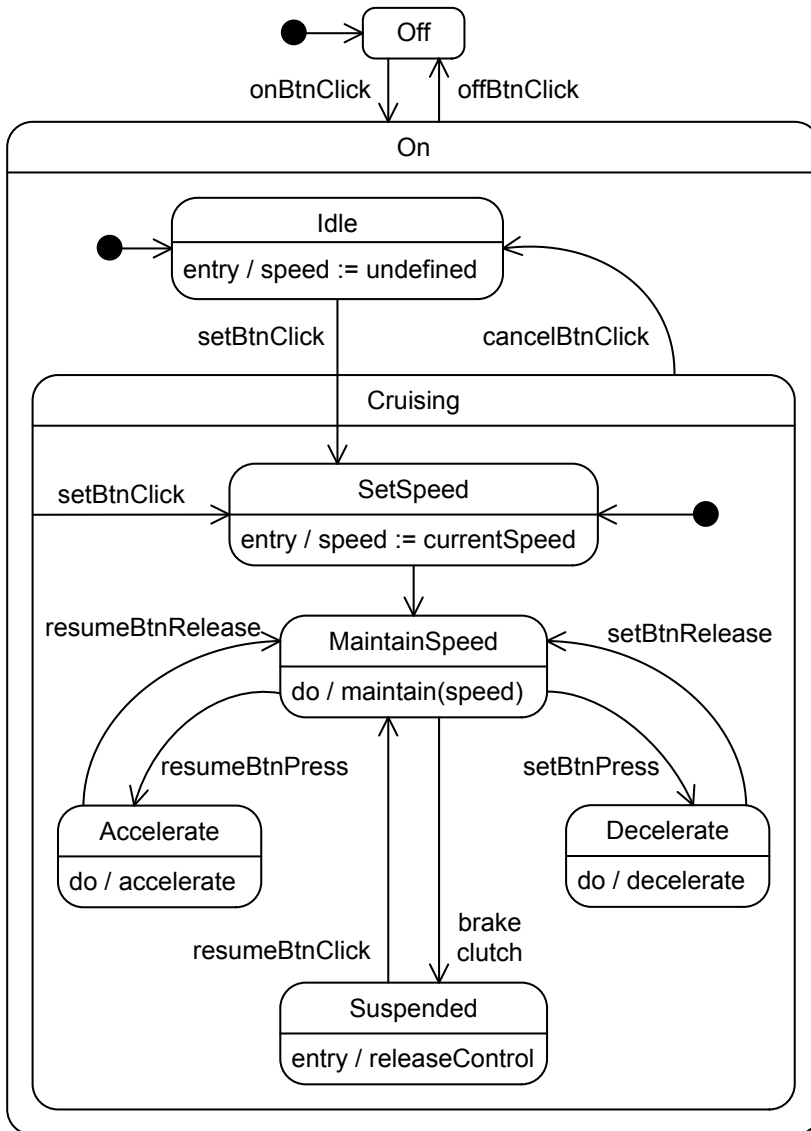 Off
onBtnClick
offBtnClick
On
Idle
entry / speed := undefined
setBtnClick
cancelBtnClick
Cruising
SetSpeed
setBtnClick
entry / speed := currentSpeed
resumeBtnRelease
MaintainSpeed
setBtnRelease
do / maintain(speed)
resumeBtnPress
setBtnPress
Accelerate
Decelerate
do / accelerate
do / decelerate
brake
clutch
resumeBtnClick
Suspended
entry / releaseControl